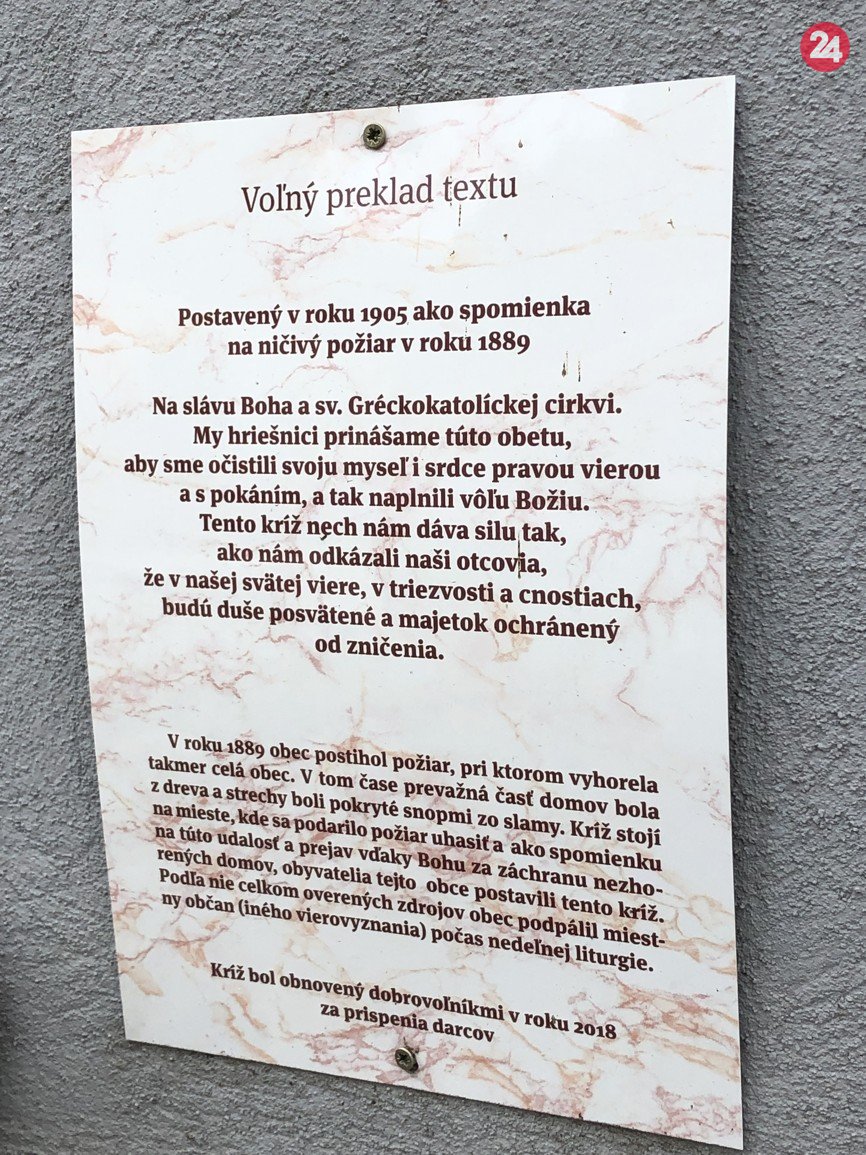 24
Voľný preklad textu
Postavený v roku 1905 ako spomienka
na ničivý požiar v roku 1889
Na slávu Boha a sv. Gréckokatolíckej cirkvi.
My hriešnici prinášame túto obetu,
aby sme očistili svoju myseľ i srdce pravou vierou
a s pokáním, a tak naplnili vôľu Božiu.
Tento kríž nech nám dáva silu tak,
ako nám odkázali naši otcovia,
že v našej svätej viere, v triezvosti a cnostiach,
budú duše posvätené a majetok ochránený
od zničenia.
V roku 1889 obec postihol požiar, pri ktorom vyhorela
takmer celá obec. V tom čase prevažná časť domov bola
z dreva a strechy boli pokryté snopmi zo slamy. Kríž stojí
na mieste, kde sa podarilo požiar uhasiť a ako spomienku
na túto udalosť a prejav vďaky Bohu za záchranu nezho-
rených domov, obyvatelia tejto obce postavili tento kríž.
Podľa nie celkom overených zdrojov obec podpálil miest-
ny občan (iného vierovyznania) počas nedeľnej liturgie.
Kríž bol obnovený dobrovoľníkmi v roku 2018
za prispenia darcov